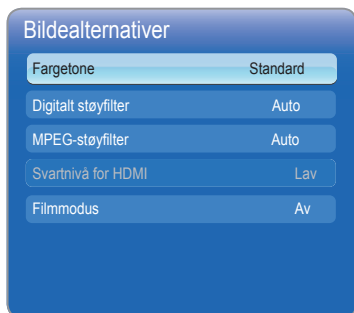 Bildealternativer
Fargetone Standard
Digitalt støyfilter Auto
MPEG-støyfilter Auto
Svartnivå for HDMI Lav
Filmmodus Av